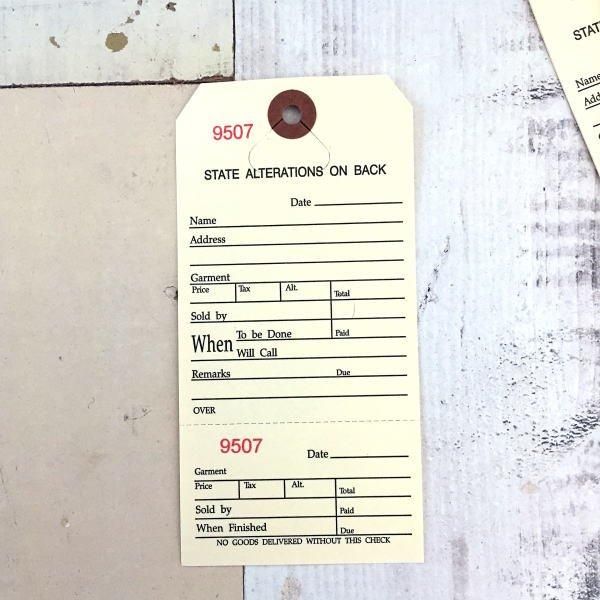 9507
STATE ALTERATIONS ON BACK
Date
Name
Address
Garment
Price Tax Alt. Total
Sold by
When To be Done Paid
Will Call
Remarks Due
OVER
9507
Date
Garment
Price Tax Alt. Total
Sold by Paid
When Finished Due
NO GOODS DELIVERED WITHOUT THIS CHECK
STAT
Name
Add